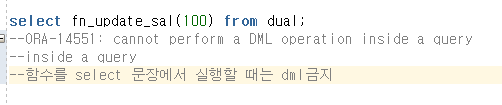 select fn_update_sal(100) from dual;
--ORA-14551: cannot perform a DML operation inside a query
--inside a query
--함수를 select 문장에서 실행할 때는 dml금지